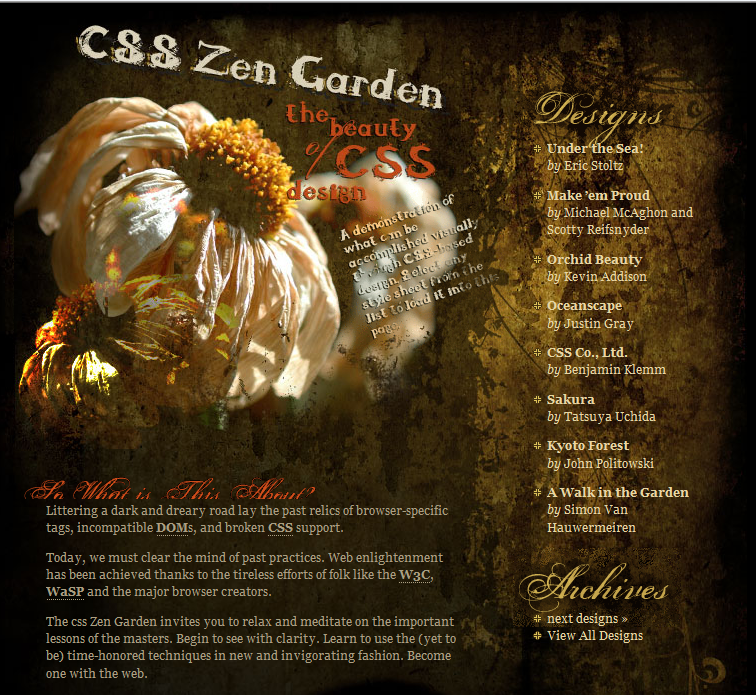 CSS Zen Garden
the
beauty
of CSS
design
A demonstration of
what can be
accomplished visually
through CSS-based
design. Select any
style sheet from the
list to load it into this
page.
So What is This About?
Littering a dark and dreary road lay the past relics of browser-specific
tags, incompatible DOMs, and broken CSS support.
Today, we must clear the mind of past practices. Web enlightenment
has been achieved thanks to the tireless efforts of folk like the W3C,
WaSP and the major browser creators.
The css Zen Garden invites you to relax and meditate on the important
lessons of the masters. Begin to see with clarity. Learn to use the (yet to
be) time-honored techniques in new and invigorating fashion. Become
one with the web.
Designs
Under the Sea!
by Eric Stoltz
Make 'em Proud
by Michael McAghon and
Scotty Reifsnyder
Orchid Beauty
by Kevin Addison
Oceanscape
by Justin Gray
CSS Co., Ltd.
by Benjamin Klemm
Sakura
by Tatsuya Uchida
Kyoto Forest
by John Politowski
A Walk in the Garden
by Simon Van
Hauwermeiren
Archives
next designs »
View All Designs